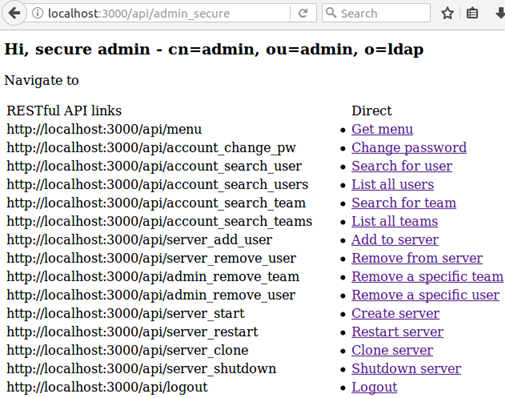 localhost:3000/api/admin_secure
Search
Hi, secure admin - cn=admin, ou=admin, o=ldap
Navigate to
RESTful API links Direct
http://localhost:3000/api/menu • Get menu
http://localhost:3000/api/account_change_pw • Change password
http://localhost:3000/api/account_search_user • Search for user
http://localhost:3000/api/account_search_users • List all users
http://localhost:3000/api/account_search_team • Search for team
http://localhost:3000/api/account_search_teams • List all teams
http://localhost:3000/api/server_add_user • Add to server
http://localhost:3000/api/server_remove_user • Remove from server
http://localhost:3000/api/admin_remove_team • Remove a specific team
http://localhost:3000/api/admin_remove_user • Remove a specific user
http://localhost:3000/api/server_start • Create server
http://localhost:3000/api/server_restart • Restart server
http://localhost:3000/api/server_clone • Clone server
http://localhost:3000/api/server_shutdown • Shutdown server
http://localhost:3000/api/logout • Logout